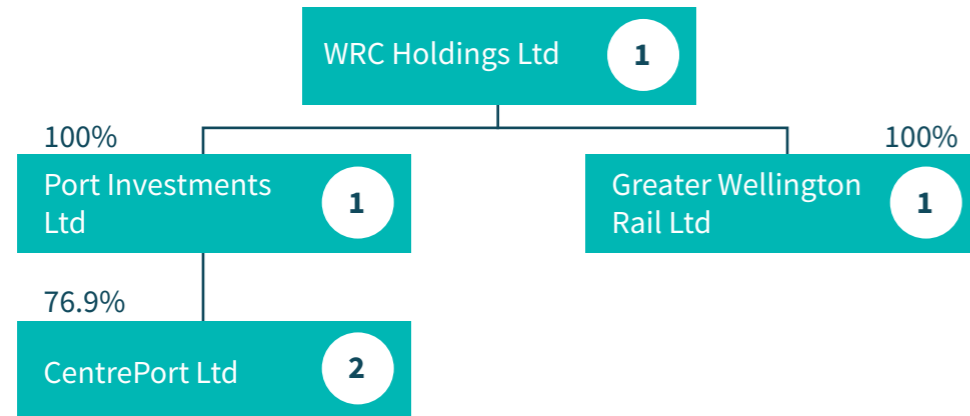 WRC Holdings Ltd
1
100%
Port Investments
Ltd
1
100%
Greater Wellington
Rail Ltd
1
76.9%
CentrePort Ltd
2